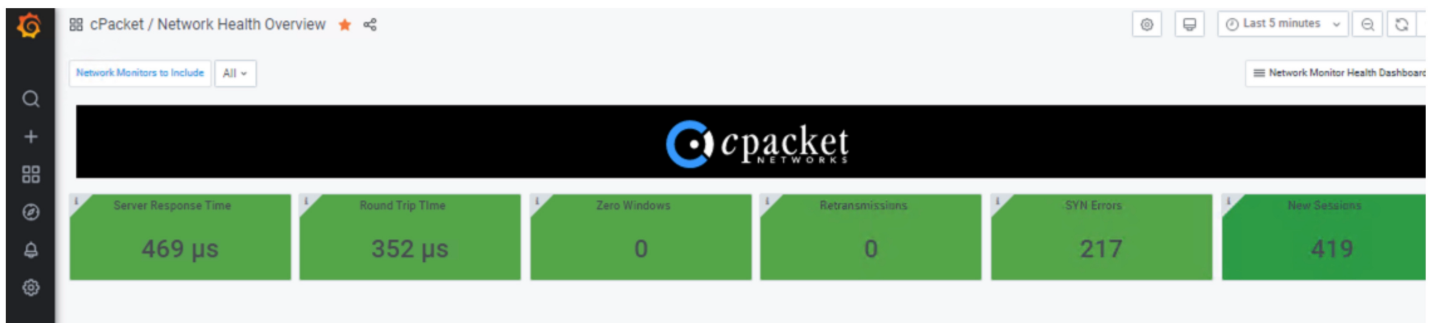 cPacket / Network Health Overview
Last 5 minutes
Network Monitors to Include All
Network Monitor Health Dashboard
cpacket
NETWORKS
i Server Response Time
469 µs
i Round Trip TIme
352 µs
i Zero Windows
0
i Retransmissions
0
i SYN Errors
217
i New Sessions
419